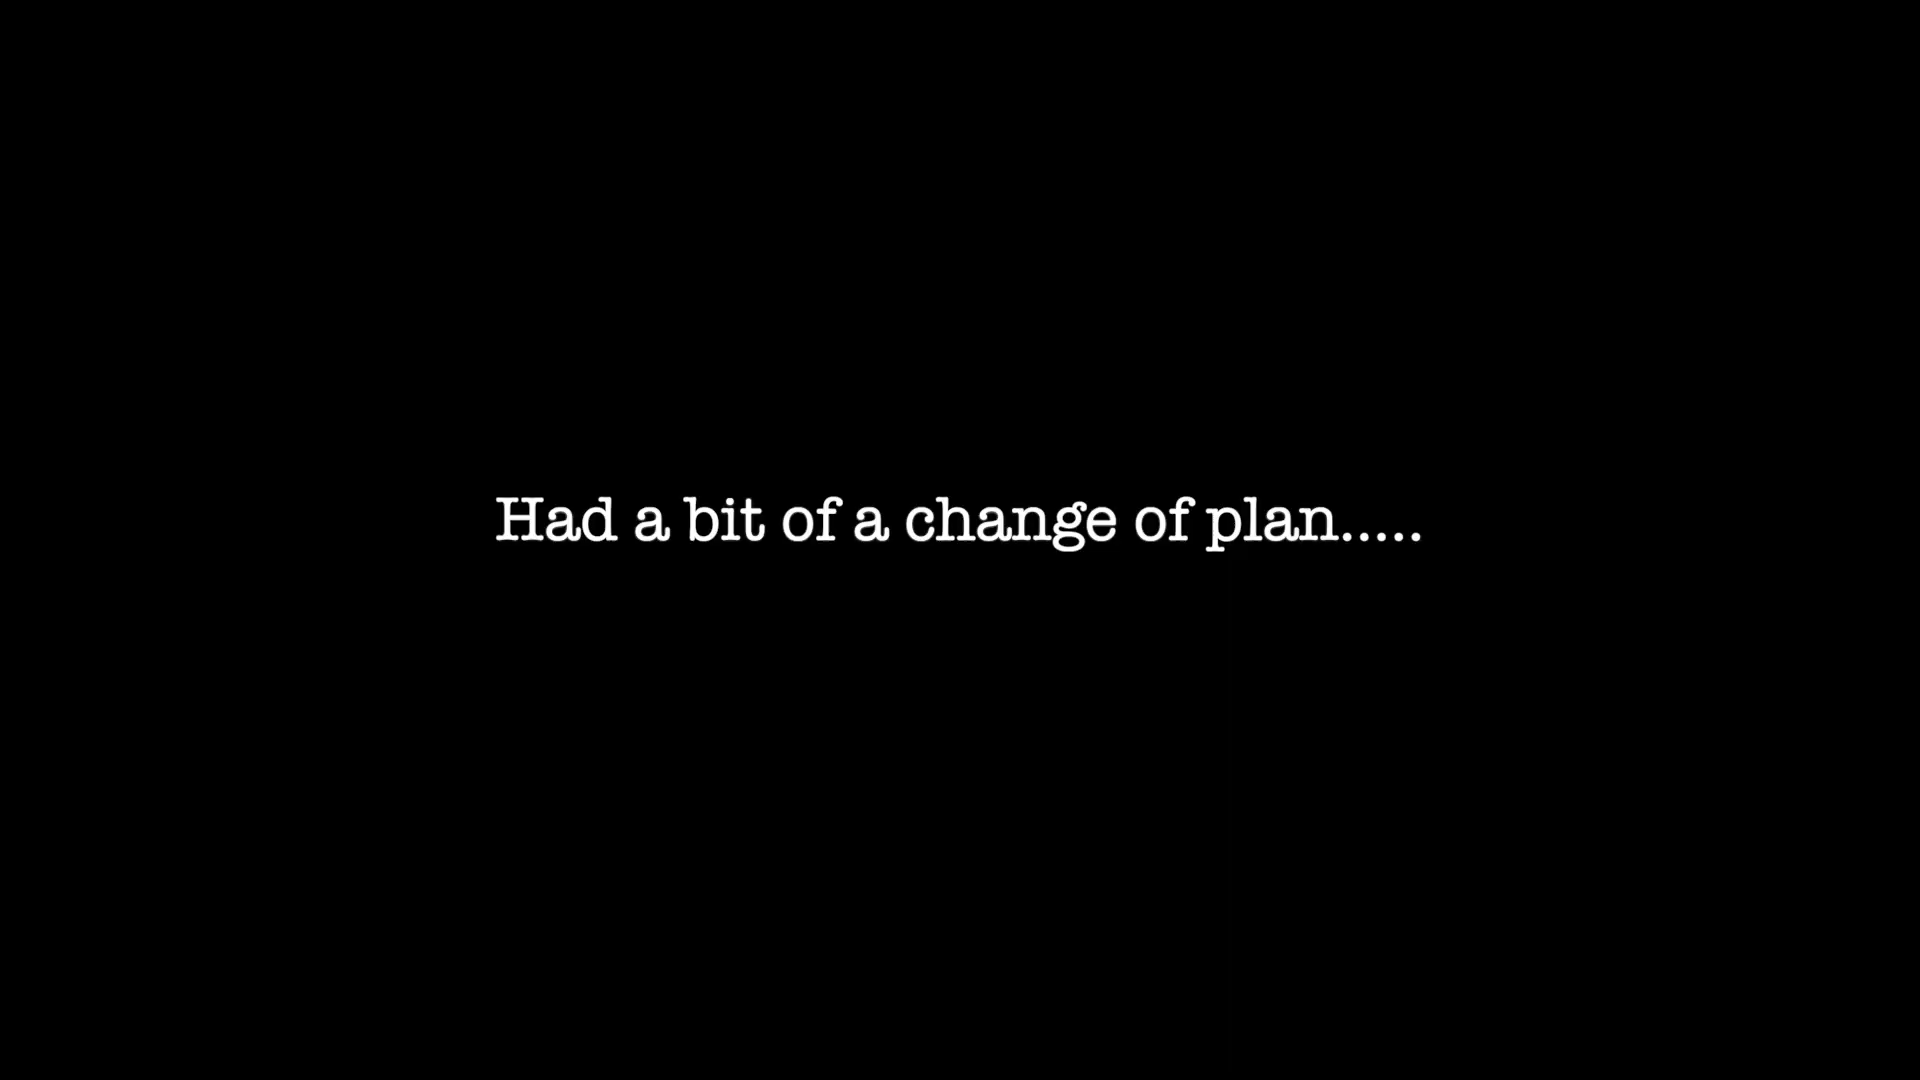 Had a bit of a change of plan.....